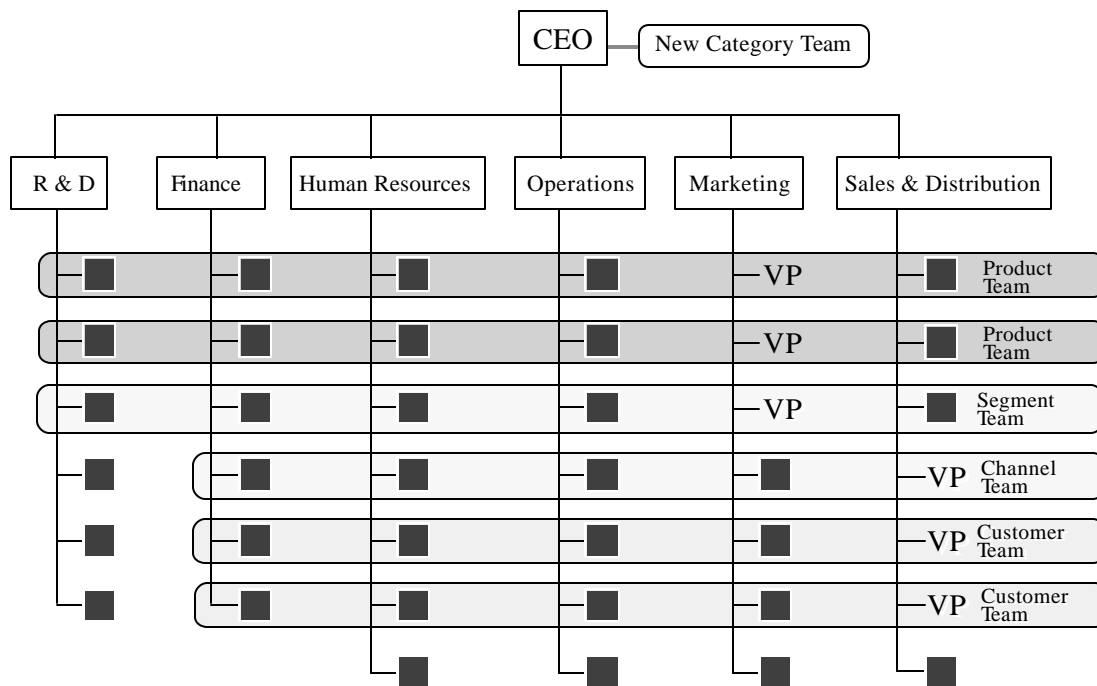 CEO
New Category Team
R & D
Finance
Human Resources
Operations
Marketing
Sales & Distribution
VP
Product
Team
VP
Product
Team
VP
Segment
Team
VP
Channel
Team
VP
Customer
Team
VP
Customer
Team